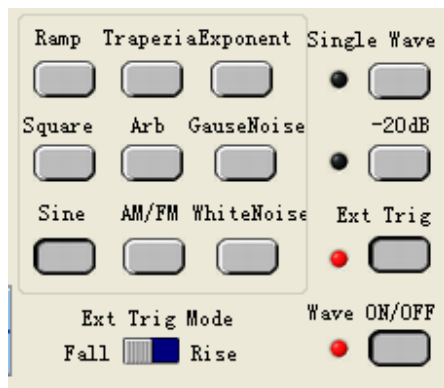 Ramp TrapeziaExponent Single Wave
Square Arb GauseNoise -20dB
Sine AM/FM WhiteNoise Ext Trig
Ext Trig Mode Wave ON/OFF
Fall Rise